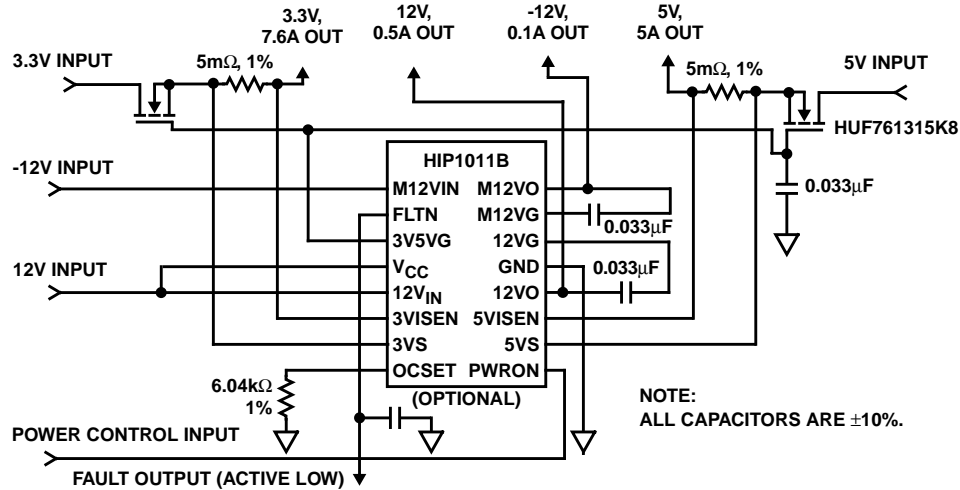 3.3V,
7.6A OUT
12V,
0.5A OUT
-12V,
0.1A OUT
5V,
5A OUT
3.3V INPUT
5mΩ, 1%
5mΩ, 1%
5V INPUT
HUF761315K8
HIP1011B
-12V INPUT
M12VIN
M12VO
0.033µF
FLTN
M12VG
0.033µF
3V5VG
12VG
12V INPUT
VCC
GND
0.033µF
12VIN
12VO
3VISEN
5VISEN
3VS
5VS
OCSET
PWRON
6.04kΩ
1%
(OPTIONAL)
NOTE:
ALL CAPACITORS ARE ±10%.
POWER CONTROL INPUT
FAULT OUTPUT (ACTIVE LOW)